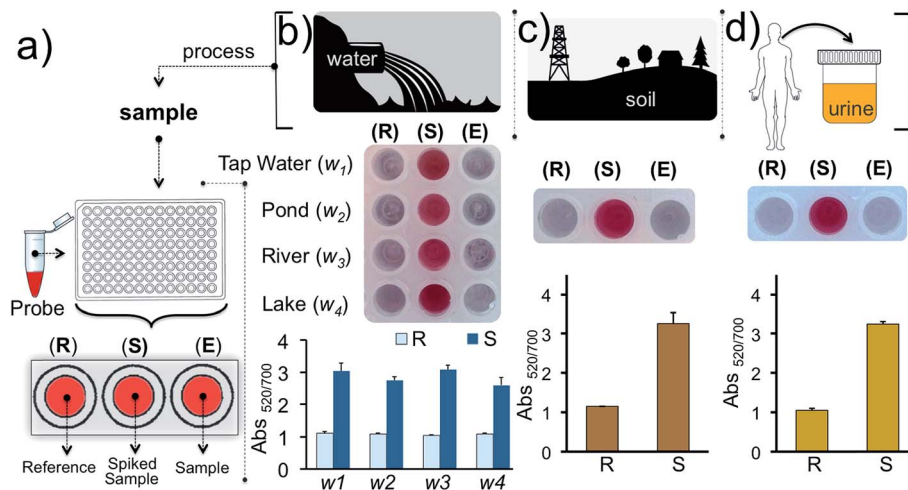 a)
process
sample
Probe
(R) (S) (E)
Reference
Spiked
Sample
Sample
b)
water
(R) (S) (E)
Tap Water (w1)
Pond (w2)
River (w3)
Lake (w4)
R S
Abs 520/700
4
3
2
1
0
w1 w2 w3 w4
c)
soil
(R) (S) (E)
Abs 520/700
4
3
2
1
0
R S
d)
urine
(R) (S) (E)
Abs 520/700
4
3
2
1
0
R S